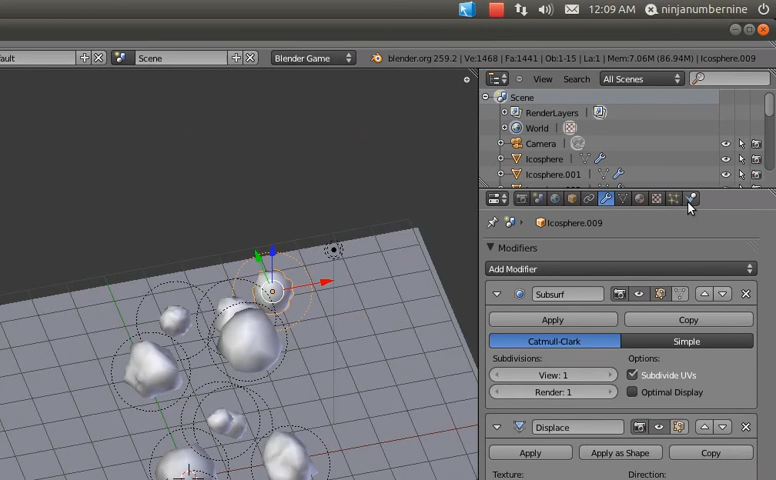 12:09 AM ninjanumbernine
fault Scene Blender Game blender.org 259.2 | Ve:1468 | Fa:1441 | Ob:1-15 | La:1 | Mem:7.06M (86.94M) | Icosphere.009
View Search All Scenes
Scene
RenderLayers
World
Camera
Icosphere
Icosphere.001
Icosphere.009
Modifiers
Add Modifier
Subsurf
Apply Copy
Catmull-Clark Simple
Subdivisions: Options:
View: 1 Subdivide UVs
Render: 1 Optimal Display
Displace
Apply Apply as Shape Copy
Texture: Direction: